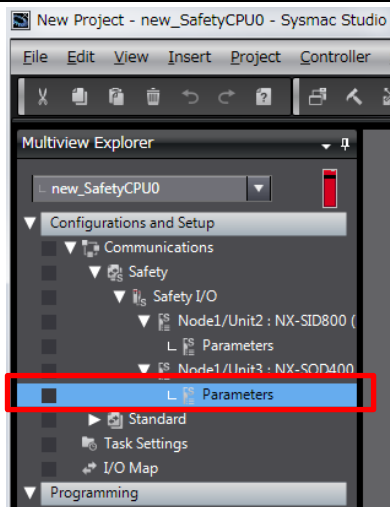 New Project - new_SafetyCPU0 - Sysmac Studio
File Edit View Insert Project Controller
Multiview Explorer
new_SafetyCPU0
Configurations and Setup
Communications
Safety
Safety I/O
Node1/Unit2 : NX-SID800 (
Parameters
Node1/Unit3 : NX-SOD400
Parameters
Standard
Task Settings
I/O Map
Programming